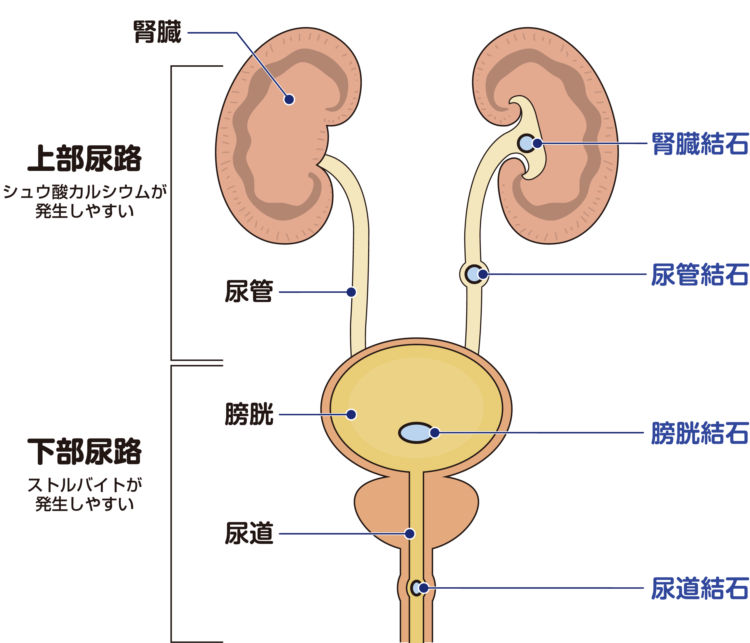 腎臓
上部尿路
シュウ酸カルシウムが
発生しやすい
尿管
膀胱
下部尿路
ストルバイトが
発生しやすい
尿道
腎臓結石
尿管結石
膀胱結石
尿道結石